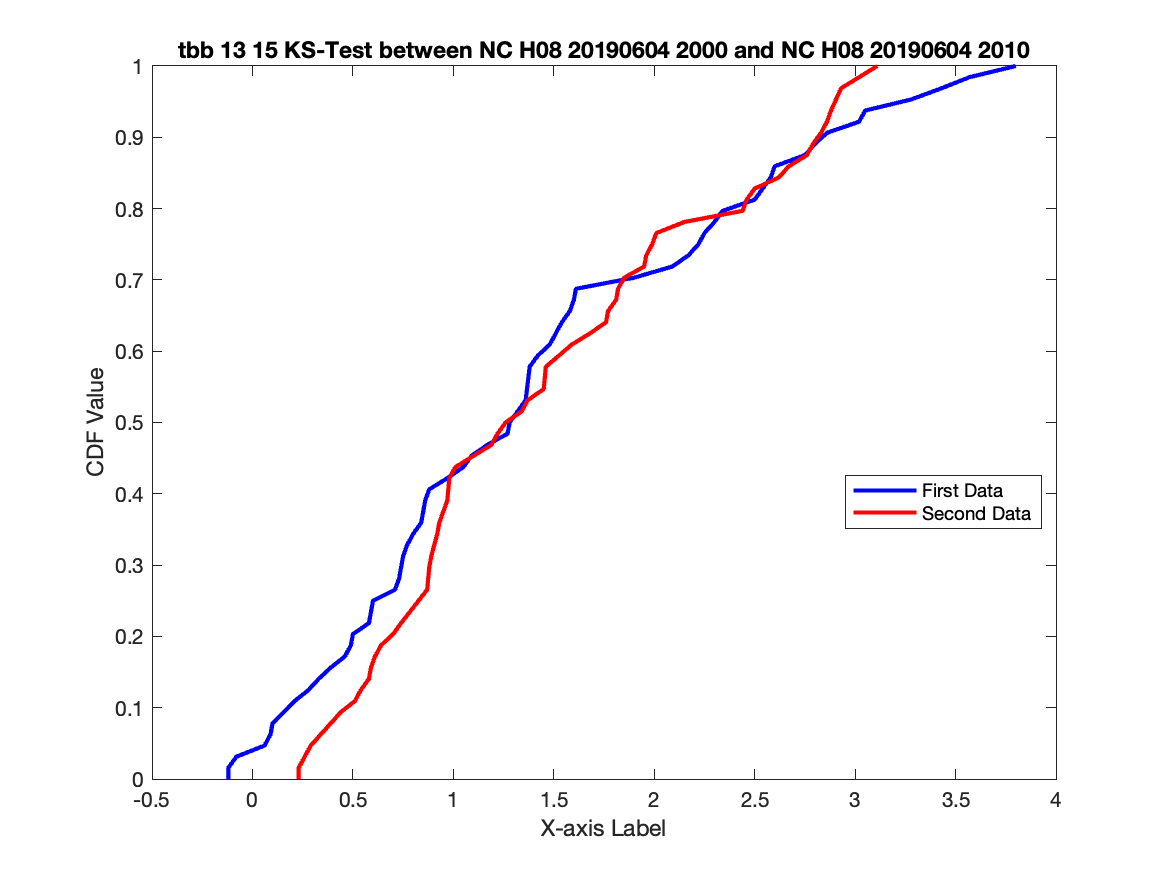 tbb 13 15 KS-Test between NC H08 20190604 2000 and NC H08 20190604 2010
1
0.9
0.8
0.7
0.6
0.5
0.4
0.3
0.2
0.1
0
CDF Value
First Data
Second Data
-0.5 0 0.5 1 1.5 2 2.5 3 3.5 4
X-axis Label